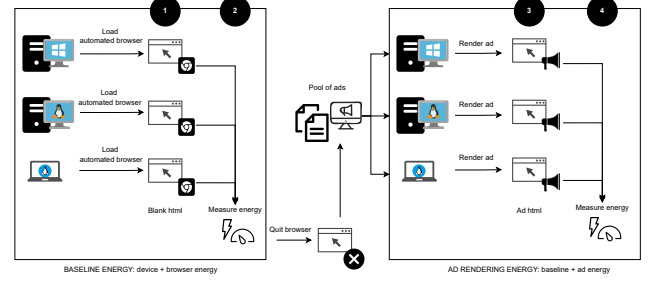 1
2
Load
automated browser
Load
automated browser
Load
automated browser
Blank html
Measure energy
BASELINE ENERGY: device + browser energy
Quit browser
Pool of ads
3
4
Render ad
Render ad
Render ad
Ad html
Measure energy
AD RENDERING ENERGY: baseline + ad energy